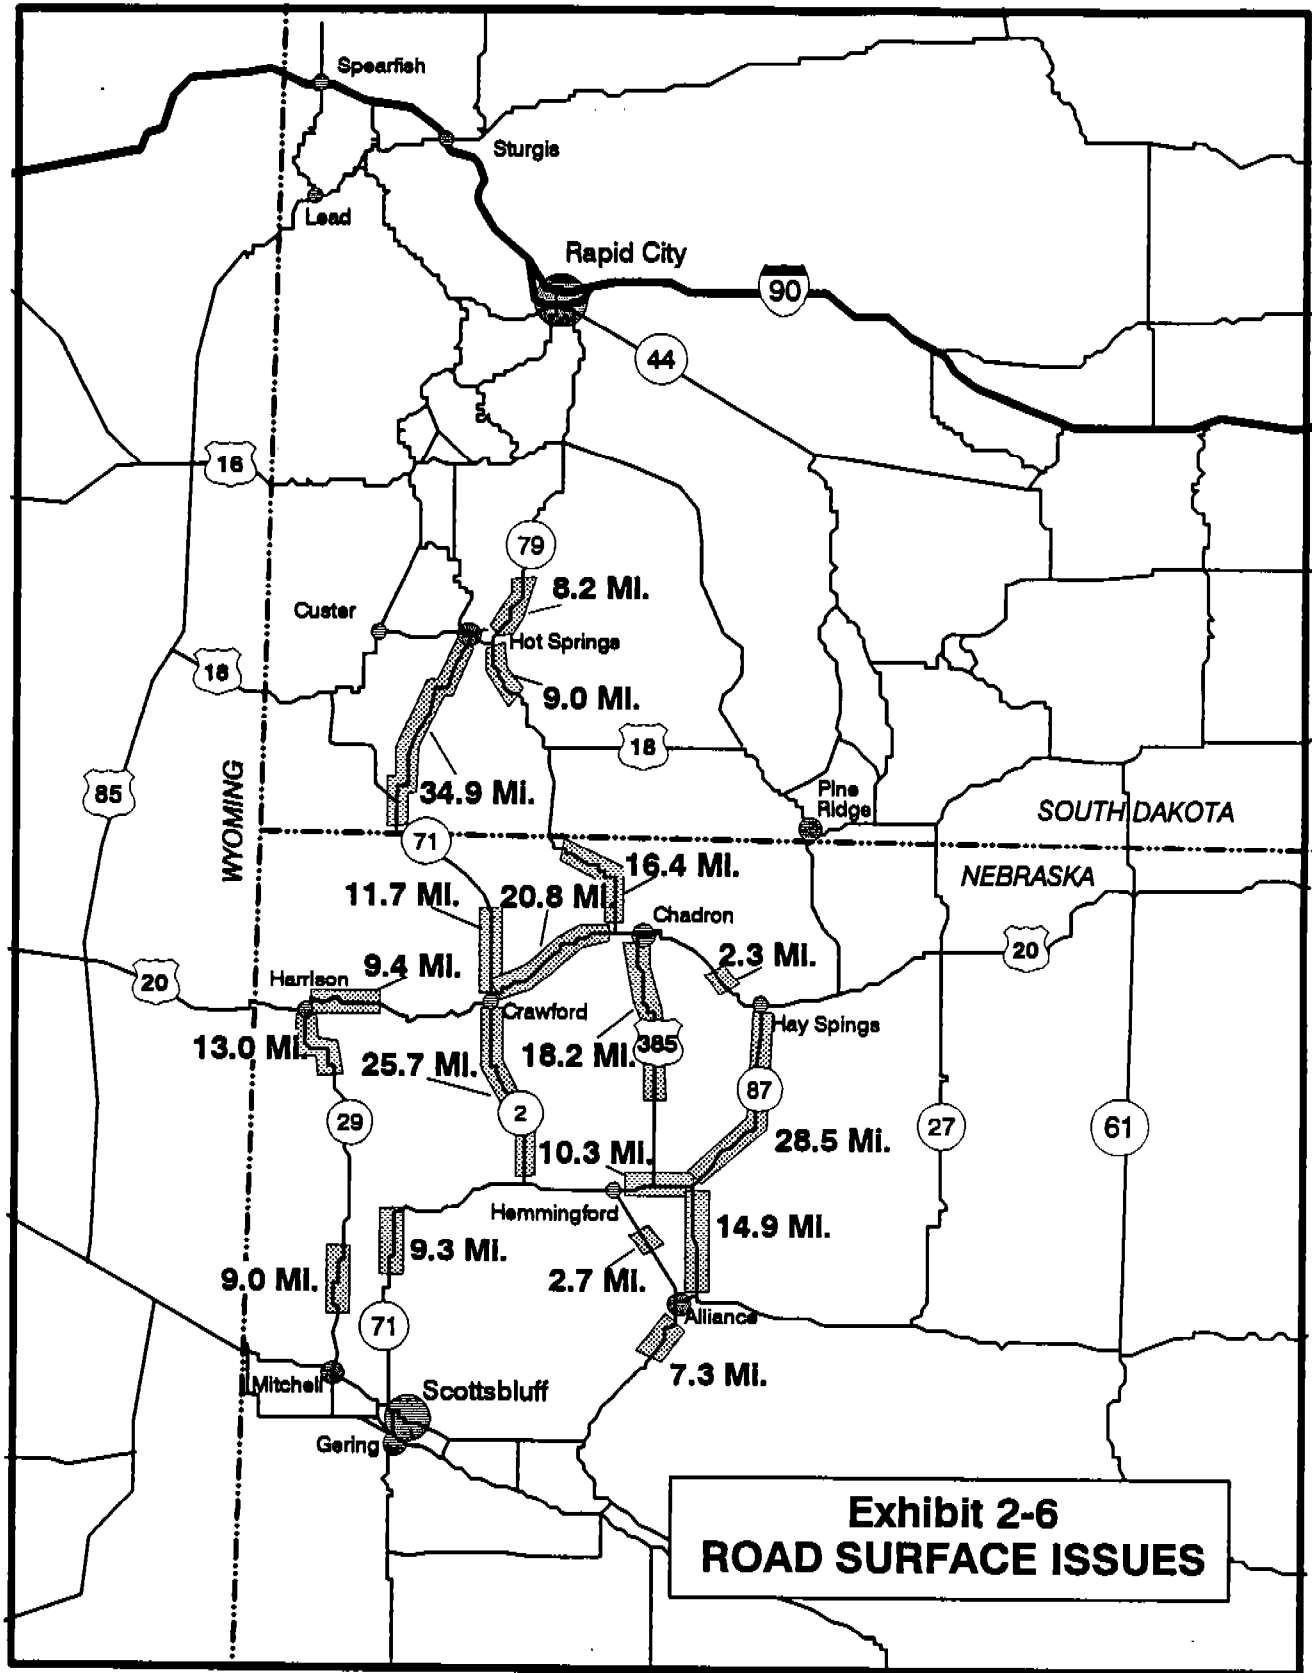 Spearfish
Sturgis
Lead
Rapid City
90
44
16
79
8.2 Mi.
Custer
Hot Springs
18
9.0 Mi.
18
85
WYOMING
34.9 Mi.
Pine
Ridge
SOUTH DAKOTA
71
16.4 Mi.
NEBRASKA
11.7 Mi.
20.8 Mi.
Chadron
2.3 Mi.
20
20
Harrison
9.4 Mi.
Crawford
Hay Spings
13.0 Mi.
25.7 Mi.
18.2 Mi.
385
87
29
2
27
61
10.3 Mi.
28.5 Mi.
Hemmingford
14.9 Mi.
9.3 Mi.
9.0 Mi.
2.7 Mi.
Alliance
71
7.3 Mi.
Mitchell
Scottsbluff
Gering
Exhibit 2-6
ROAD SURFACE ISSUES